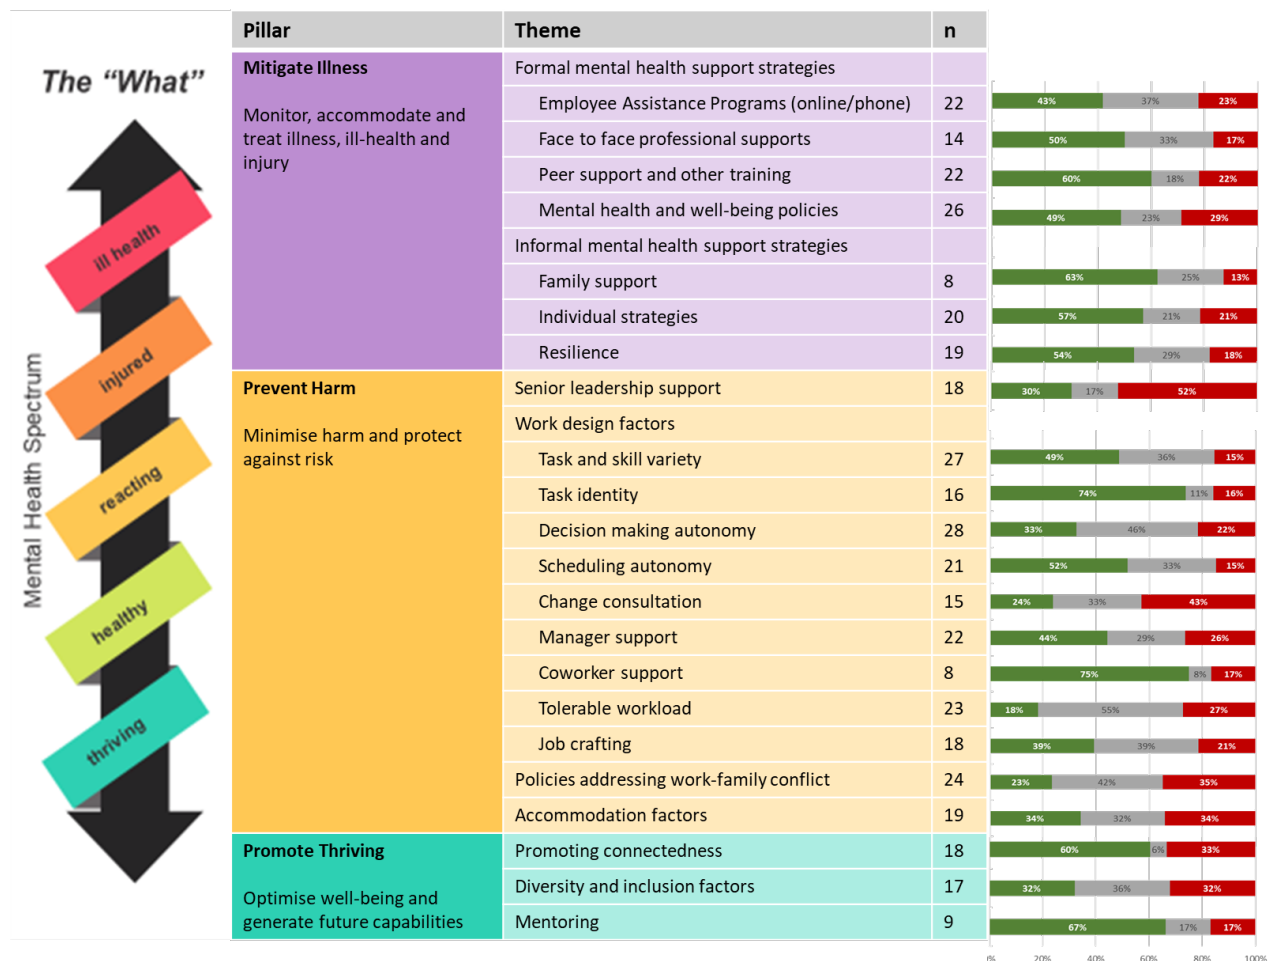 The "What"
Mental Health Spectrum
ill health
injured
reacting
healthy
thriving
Pillar Theme n
Mitigate Illness
Monitor, accommodate and
treat illness, ill-health and
injury
Formal mental health support strategies
Employee Assistance Programs (online/phone) 22 43% 37% 23%
Face to face professional supports 14 50% 33% 17%
Peer support and other training 22 60% 18% 22%
Mental health and well-being policies 26 49% 23% 29%
Informal mental health support strategies
Family support 8 63% 25% 13%
Individual strategies 20 57% 21% 21%
Resilience 19 54% 29% 18%
Prevent Harm
Minimise harm and protect
against risk
Senior leadership support 18 30% 17% 52%
Work design factors
Task and skill variety 27 49% 36% 15%
Task identity 16 74% 11% 16%
Decision making autonomy 28 33% 46% 22%
Scheduling autonomy 21 52% 33% 15%
Change consultation 15 24% 33% 43%
Manager support 22 44% 29% 26%
Coworker support 8 75% 8% 17%
Tolerable workload 23 18% 55% 27%
Job crafting 18 39% 39% 21%
Policies addressing work-family conflict 24 23% 42% 35%
Accommodation factors 19 34% 32% 34%
Promote Thriving
Optimise well-being and
generate future capabilities
Promoting connectedness 18 60% 6% 33%
Diversity and inclusion factors 17 32% 36% 32%
Mentoring 9 67% 17% 17%
20% 40% 60% 80% 100%